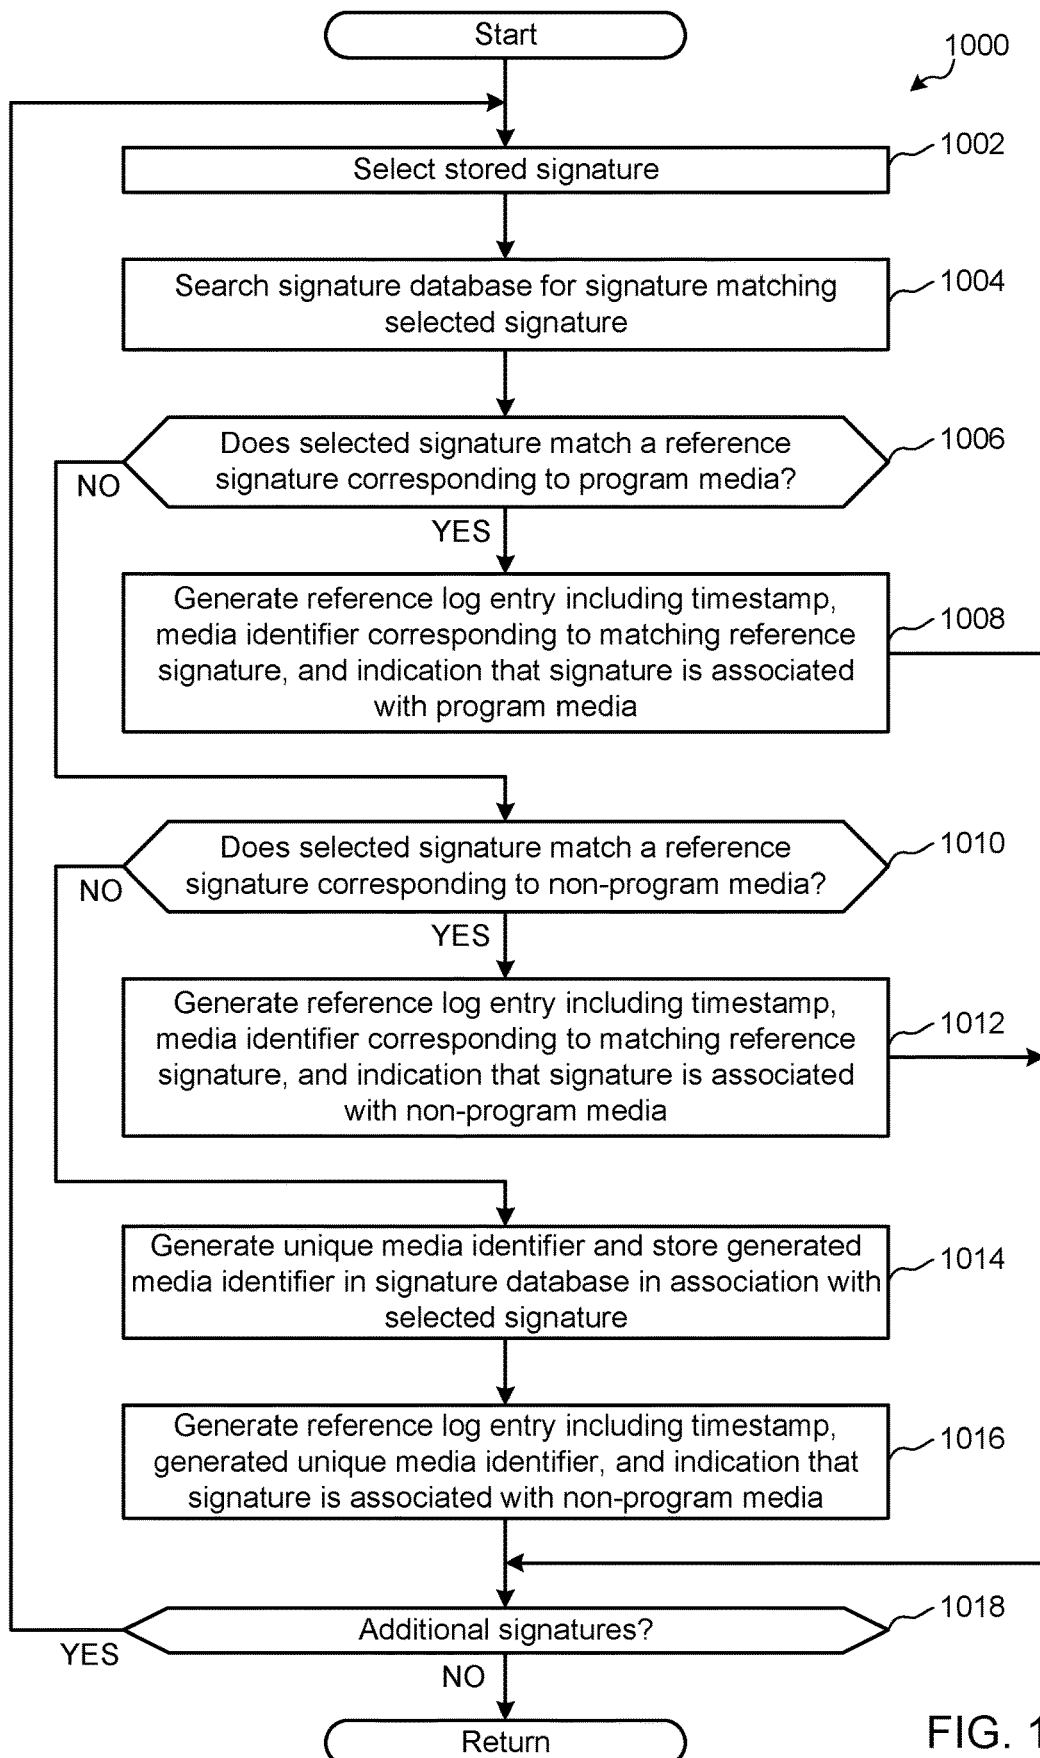 Start
1000
Select stored signature
1002
Search signature database for signature matching
selected signature
1004
Does selected signature match a reference
signature corresponding to program media?
1006
NO
YES
Generate reference log entry including timestamp,
media identifier corresponding to matching reference
signature, and indication that signature is associated
with program media
1008
Does selected signature match a reference
signature corresponding to non-program media?
1010
NO
YES
Generate reference log entry including timestamp,
media identifier corresponding to matching reference
signature, and indication that signature is associated
with non-program media
1012
Generate unique media identifier and store generated
media identifier in signature database in association with
selected signature
1014
Generate reference log entry including timestamp,
generated unique media identifier, and indication that
signature is associated with non-program media
1016
Additional signatures?
1018
YES
NO
Return
FIG. 1